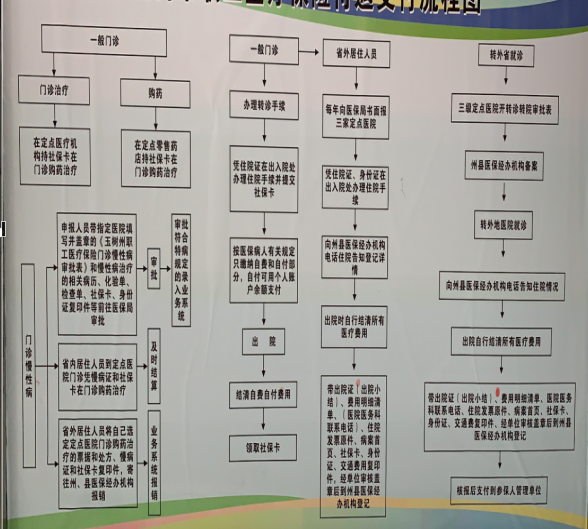 一般门诊
门诊治疗
购药
在定点医疗机
构持社保卡在
门诊购药治疗
在定点零售药
店持社保卡在
门诊购药治疗
门诊慢性病
申报人员带指定医院填
写并盖章的《玉树州职
工医疗保险门诊慢性病
审批表》和慢性病治疗
的相关病历、化验单、
检查单、社保卡、身份
证复印件等前往医保局
审批
审批
审批符合特病规定的录入业务系统
省内居住人员到定点医
院门诊凭慢病证和社保
卡在门诊购药治疗
及时结算
省外居住人员将自己选
定定点医院门诊购药治疗
的票据和处方、慢病
证和社保卡复印件,寄
往州、县医保经办机构
报销
业务系统报销
一般门诊
办理转诊手续
凭住院证在出入院处
办理住院手续并提交
社保卡
按医保病人有关规定
只缴纳自费和自付部
分,自付可用个人账
户余额支付
出 院
结清自费自付费用
领取社保卡
省外居住人员
每年向医保局书面报
三家定点医院
凭住院证、身份证在
出入院处办理住院手
续
向州县医保经办机构
电话住院告知登记详
情
出院时自行结清所有
医疗费用
带出院证(出院小
结)、费用明细清
单、(医院医务科
联系电话)、住院
发票原件、病案首
页、社保卡、身份
证、交通费复印件
、经单位审核盖
章后到州县医保经
办机构登记
转外省就诊
三级定点医院开转诊转院审批表
州县医保经办机构备案
转外地医院就诊
向州县医保经办机构电话告知住院情况
出院自行结清所有医疗费用
带出院证(出院小结)、费用明细清单、医院医务
科联系电话、住院发票原件、病案首页、社保卡、
身份证、交通费复印件、经单位审核盖章后到州县
医保经办机构登记
核报后支付到参保人管理单位